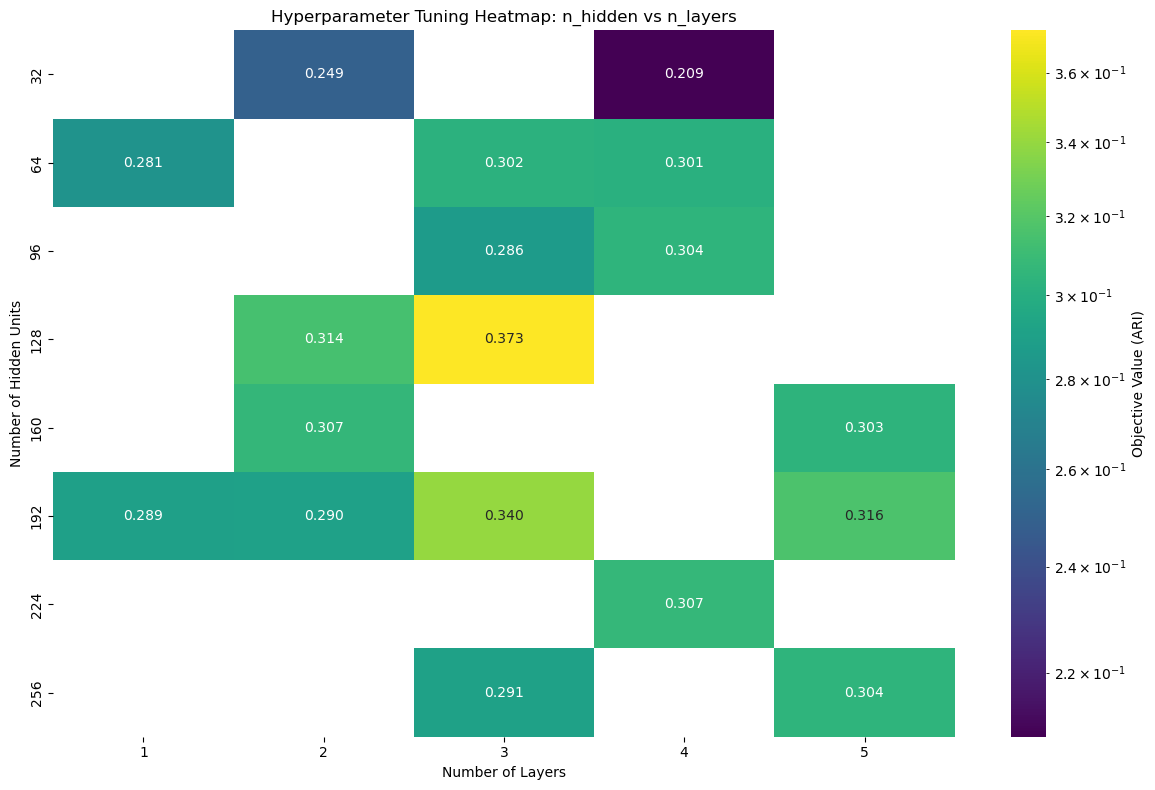 Hyperparameter Tuning Heatmap: n_hidden vs n_layers
Number of Hidden Units
32
0.249
0.209
64
0.281
0.302
0.301
96
0.286
0.304
128
0.314
0.373
160
0.307
0.303
192
0.289
0.290
0.340
0.316
224
0.307
256
0.291
0.304
1
2
3
4
5
Number of Layers
3.6 × 10⁻¹
3.4 × 10⁻¹
3.2 × 10⁻¹
3 × 10⁻¹
2.8 × 10⁻¹
2.6 × 10⁻¹
2.4 × 10⁻¹
2.2 × 10⁻¹
Objective Value (ARI)